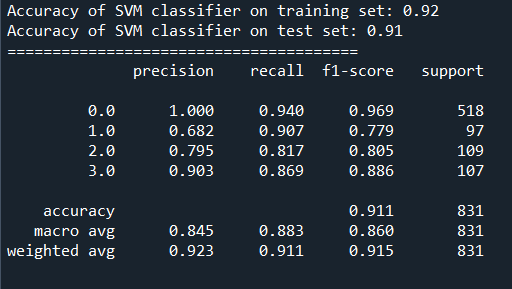 Accuracy of SVM classifier on training set: 0.92
Accuracy of SVM classifier on test set: 0.91
=======================================
precision recall f1-score support
0.0 1.000 0.940 0.969 518
1.0 0.682 0.907 0.779 97
2.0 0.795 0.817 0.805 109
3.0 0.903 0.869 0.886 107
accuracy 0.911 831
macro avg 0.845 0.883 0.860 831
weighted avg 0.923 0.911 0.915 831